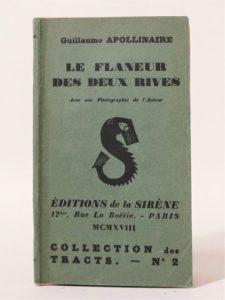 Guillaume APOLLINAIRE
LE FLANEUR
DES DEUX RIVES
Avec une Photographie de l'Auteur
ÉDITIONS de la SIRÈNE
12bis, Rue La Boëtie. - PARIS
MCMXVIII
COLLECTION des
TRACTS. — N° 2